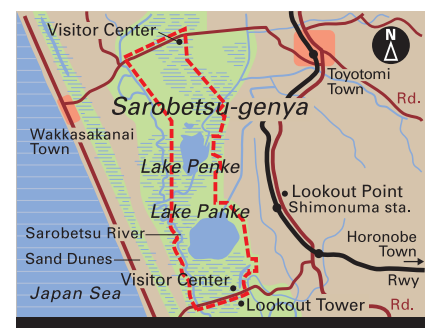 Visitor Center
N
Toyotomi
Town
Rd.
Sarobetsu-genya
Wakkasakanai
Town
Lake Penke
Lookout Point
Lake Panke
Shimonuma sta.
Sarobetsu River
Horonobe
Town
Sand Dunes
Visitor Center
Rwy
Japan Sea
Lookout Tower
Rd.